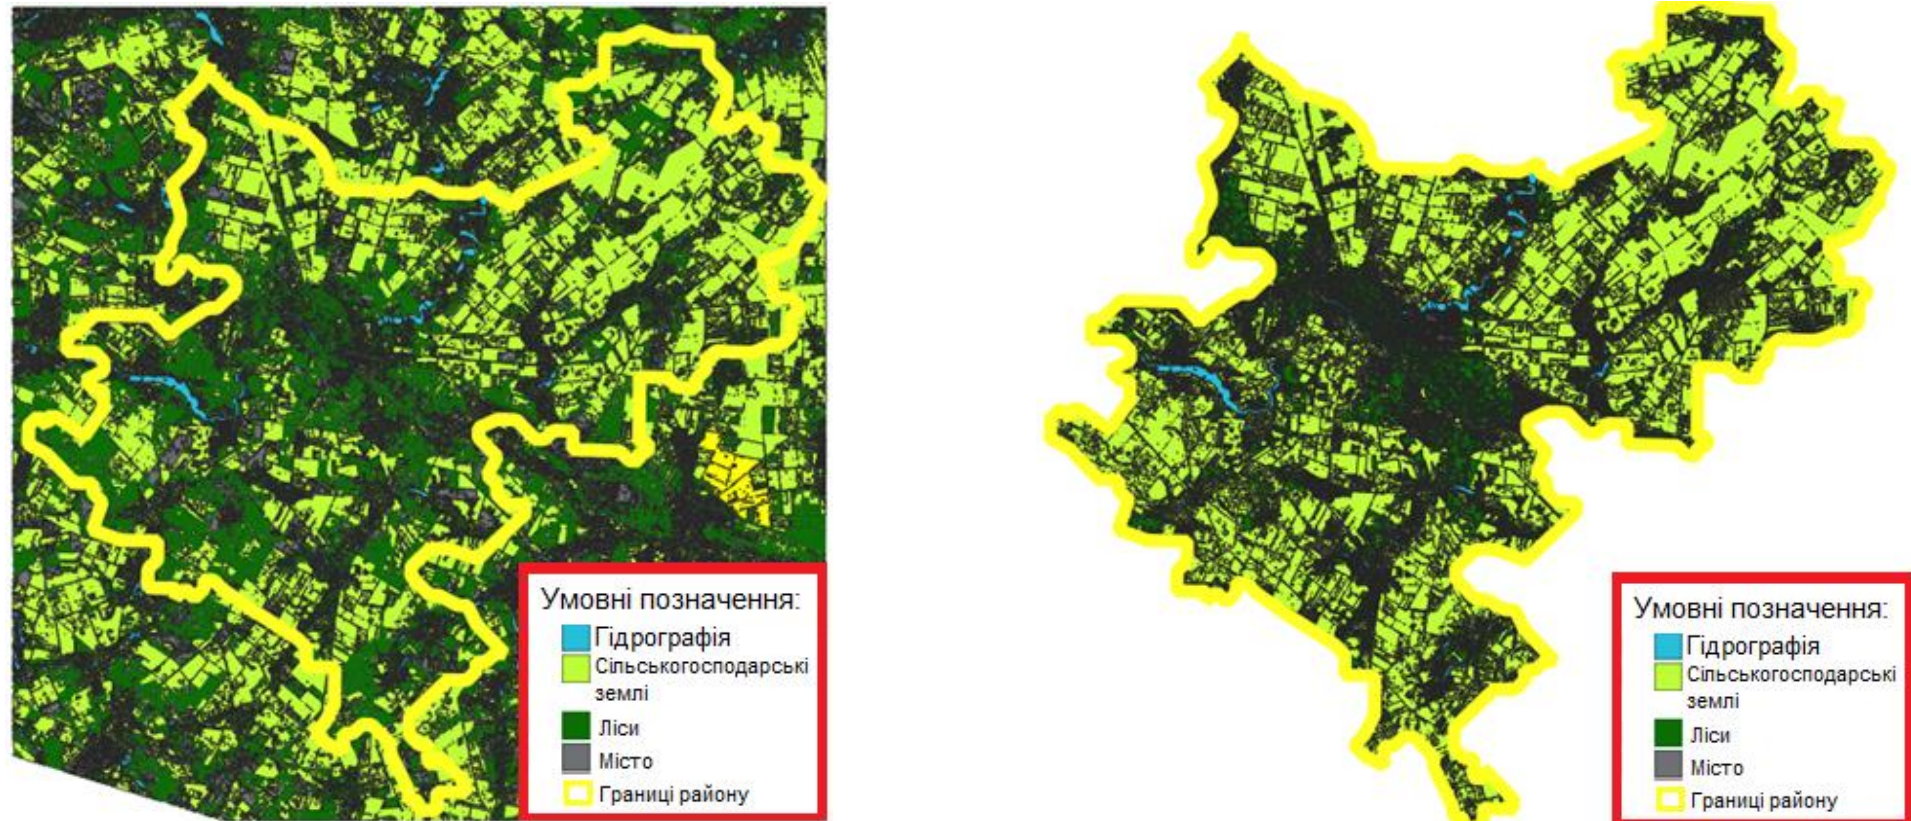 Умовні позначення:
Гідрографія
Сільськогосподарські
землі
Ліси
Місто
Границі району
Умовні позначення:
Гідрографія
Сільськогосподарські
землі
Ліси
Місто
Границі району